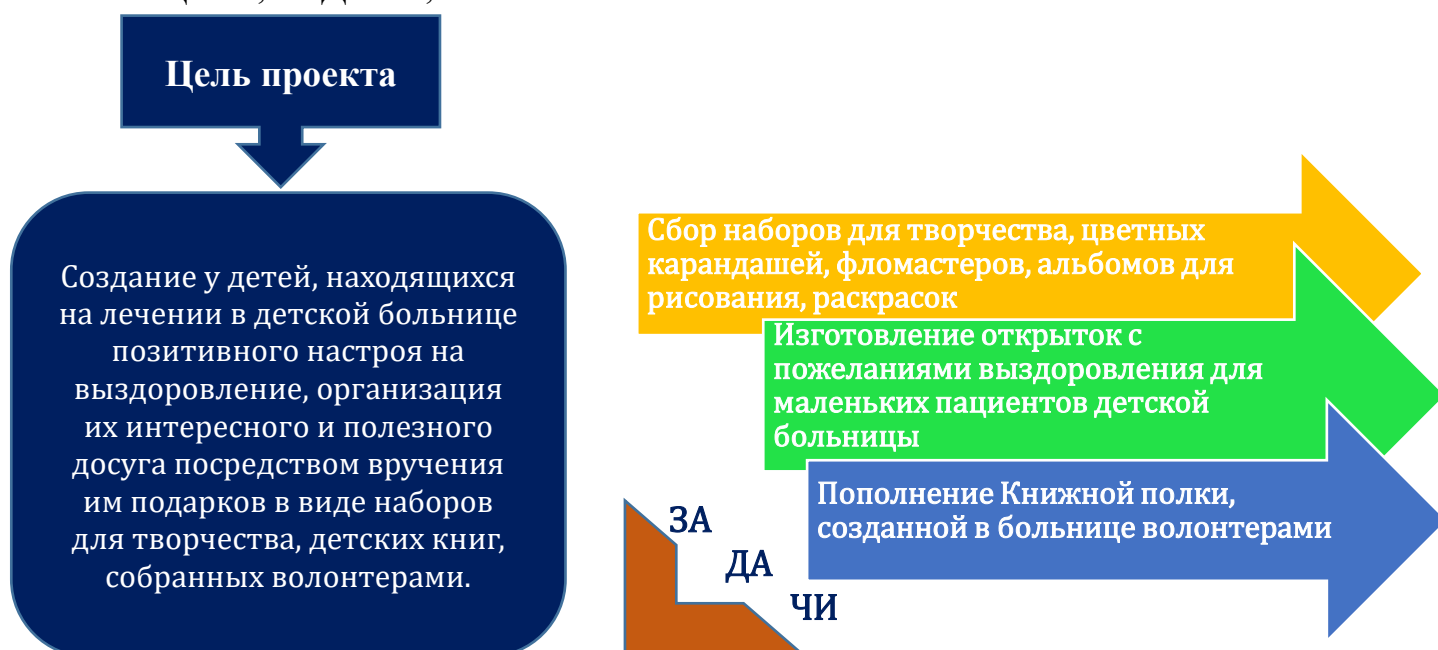 Цель проекта
Создание у детей, находящихся
на лечении в детской больнице
позитивного настроя на
выздоровление, организация
их интересного и полезного
досуга посредством вручения
им подарков в виде наборов
для творчества, детских книг,
собранных волонтерами.
Сбор наборов для творчества, цветных
карандашей, фломастеров, альбомов для
рисования, раскрасок
Изготовление открыток с
пожеланиями выздоровления для
маленьких пациентов детской
больницы
Пополнение Книжной полки,
созданной в больнице волонтерами
ЗА
ДА
ЧИ